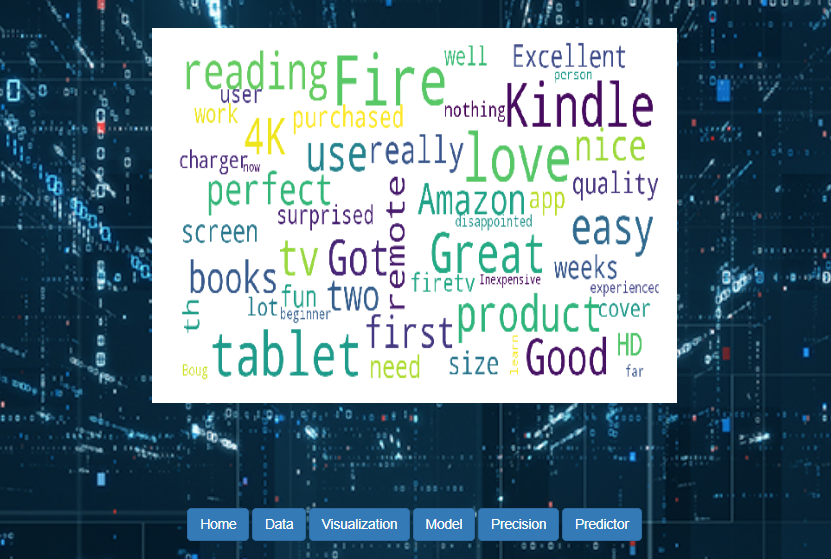 reading
Fire
well
Excellent
person
user
work
4K
purchased
nothing
Kindle
charger
now
use
really
love
nice
perfect
remote
Amazon
app
quality
surprised
disappointed
screen
tv
Got
Great
easy
books
firetv
Inexpensive
weeks
experienced
th
lot
fun
beginner
two
first
product
cover
Boug
tablet
need
size
learn
Good
HD
far
Home Data Visualization Model Precision Predictor